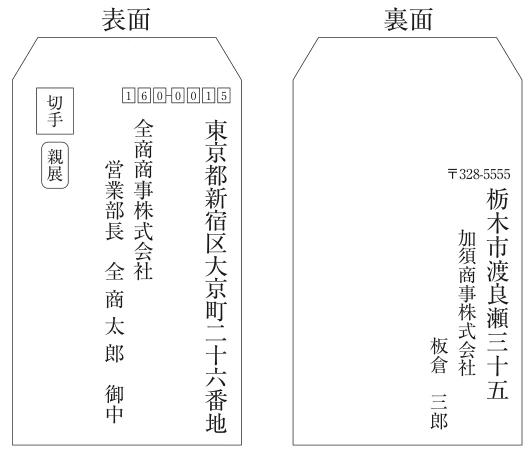 表面
160-0015
東京都新宿区大京町二十六番地
全商商事株式会社
営業部長　全商太郎　御中
切手
親展
裏面
〒328-5555
栃木市渡良瀬三十五
加須商事株式会社
板倉　三郎